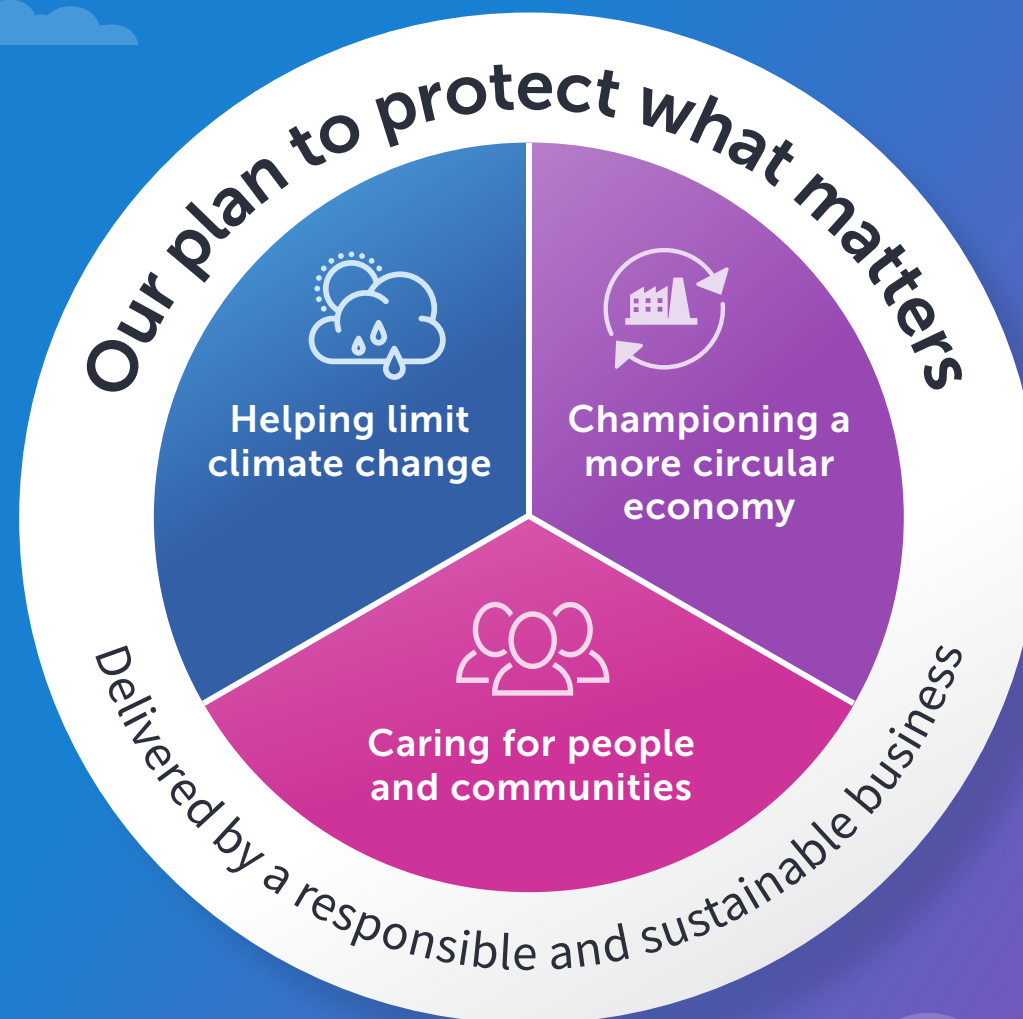 Our plan to protect what matters
Helping limit
climate change
Championing a
more circular
economy
Caring for people
and communities
Delivered by a responsible and sustainable business